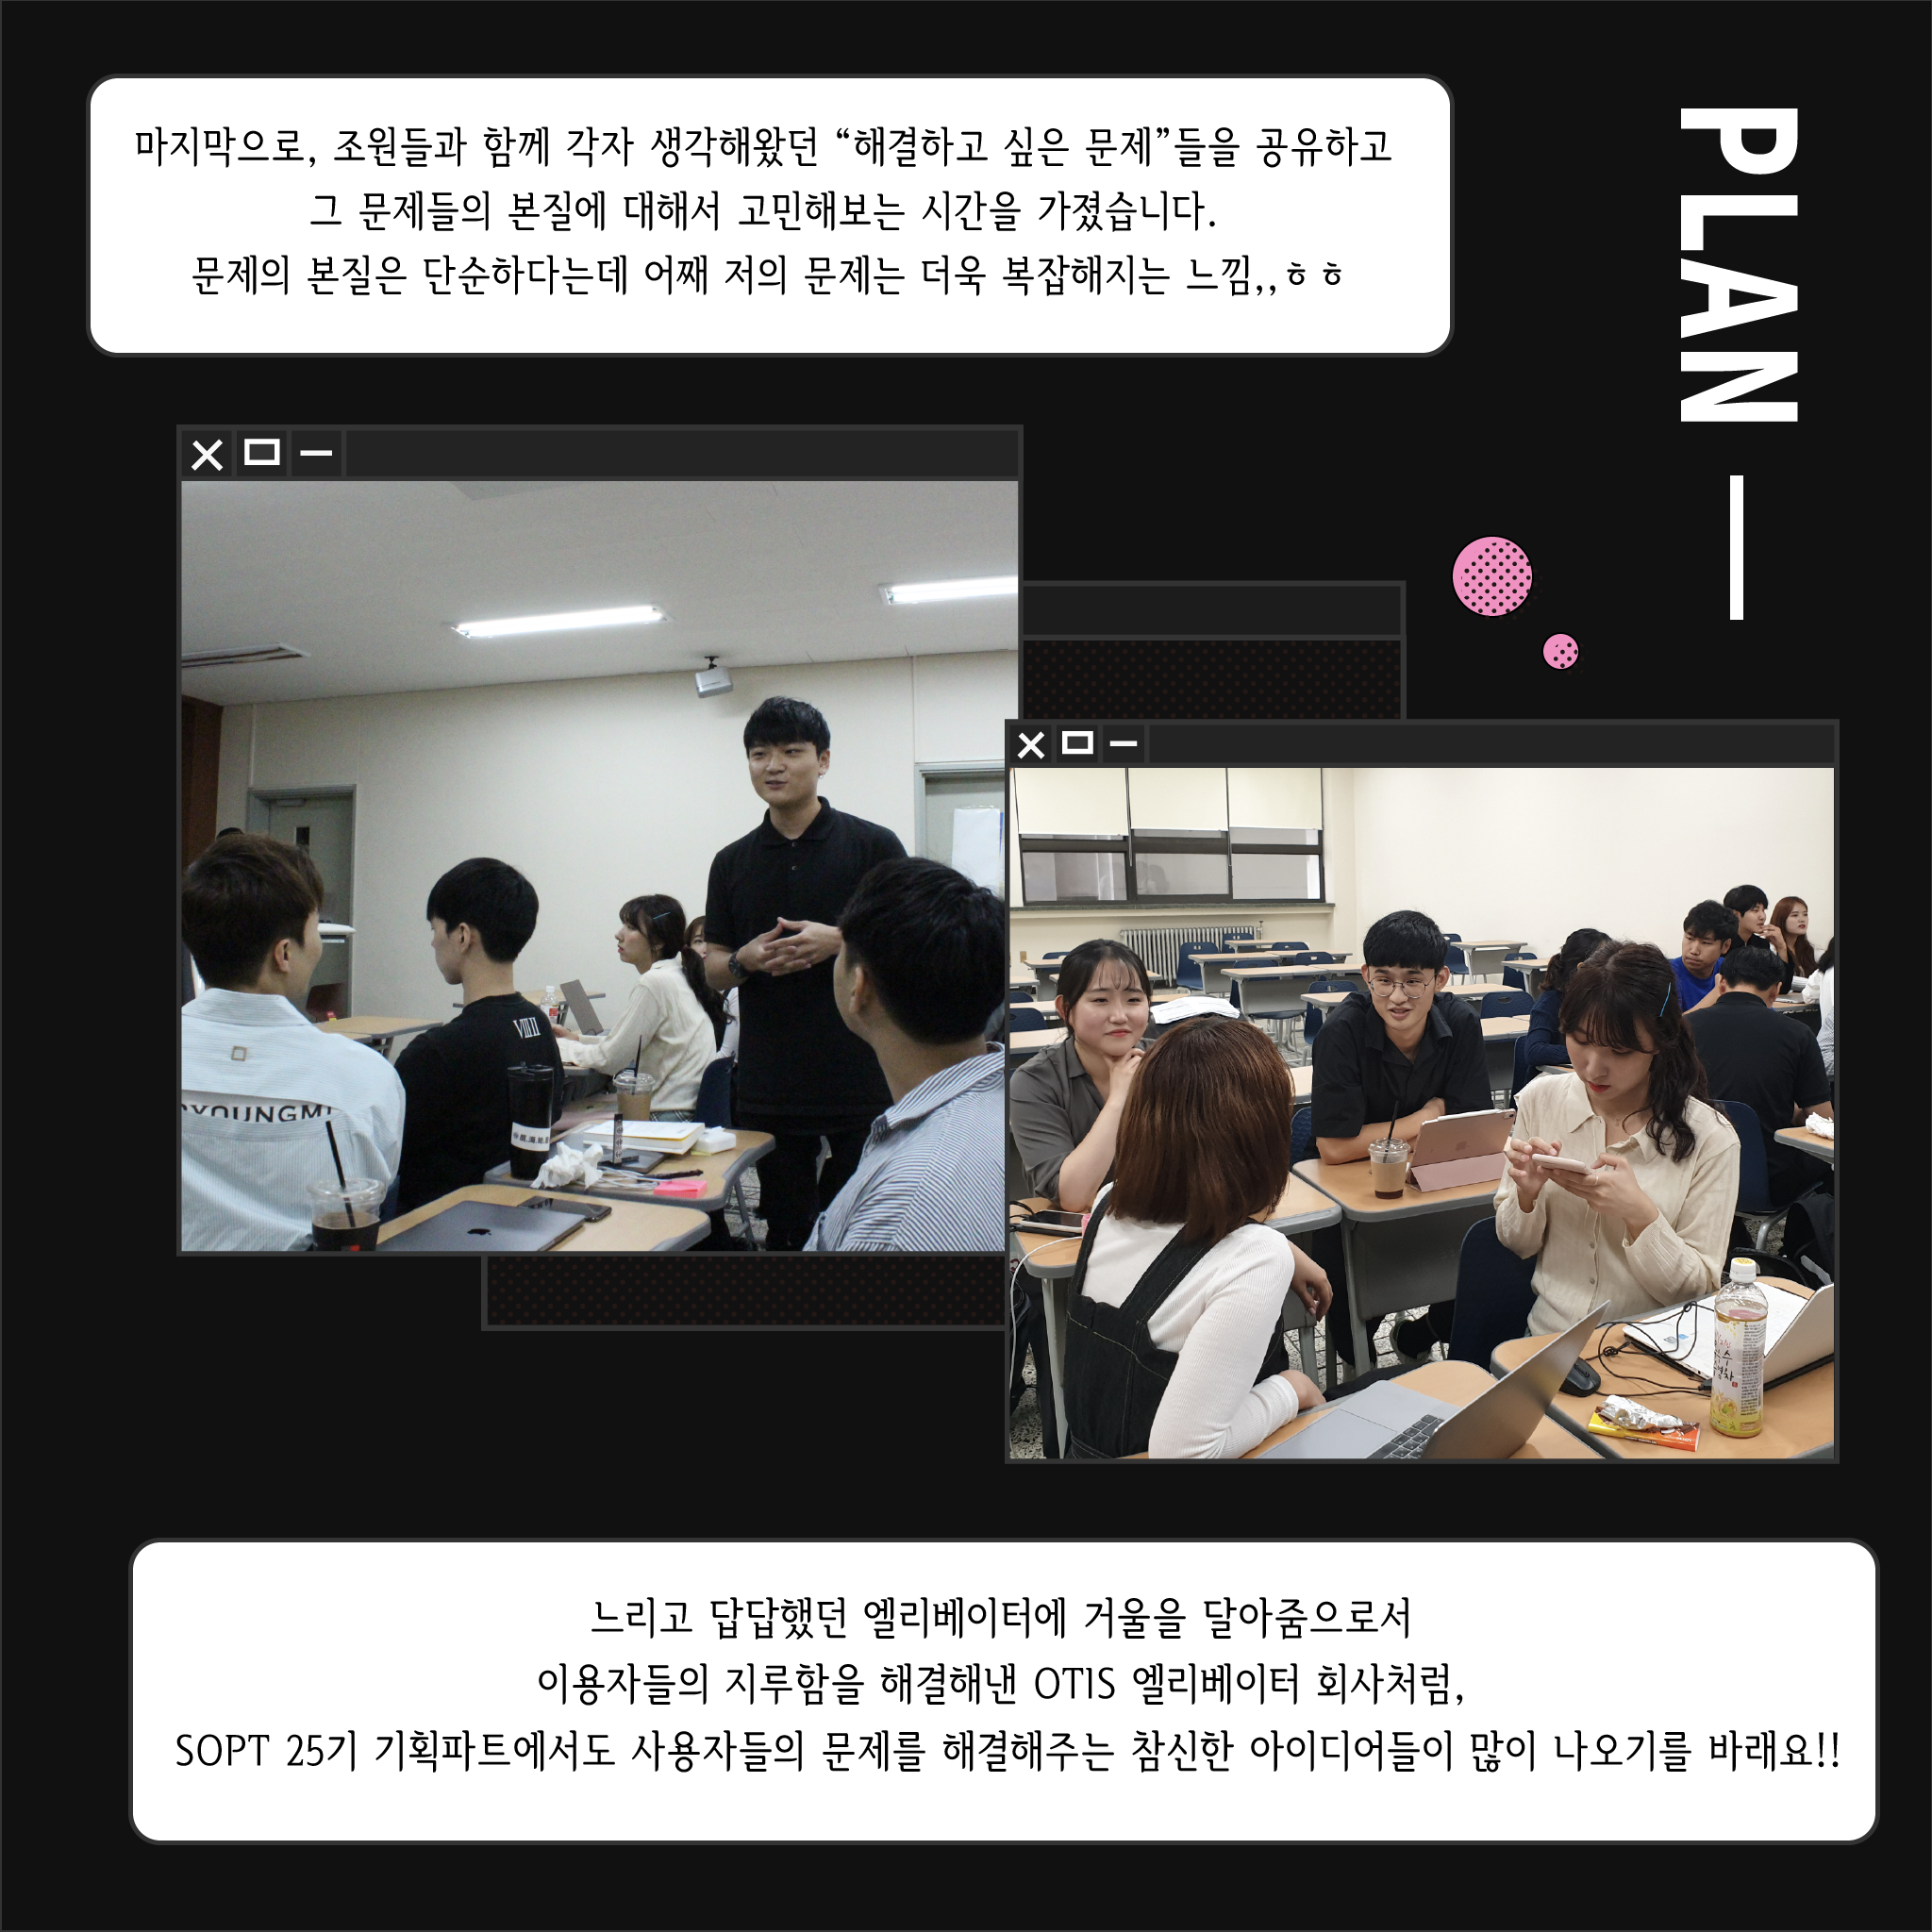 마지막으로, 조원들과 함께 각자 생각해왔던 “해결하고 싶은 문제”들을 공유하고
그 문제들의 본질에 대해서 고민해보는 시간을 가졌습니다.
문제의 본질은 단순하다는데 어째 저의 문제는 더욱 복잡해지는 느낌,,ㅎㅎ
PLAN
VIII.II
느리고 답답했던 엘리베이터에 거울을 달아줌으로서
이용자들의 지루함을 해결해낸 OTIS 엘리베이터 회사처럼,
SOPT 25기 기획파트에서도 사용자들의 문제를 해결해주는 참신한 아이디어들이 많이 나오기를 바래요!!